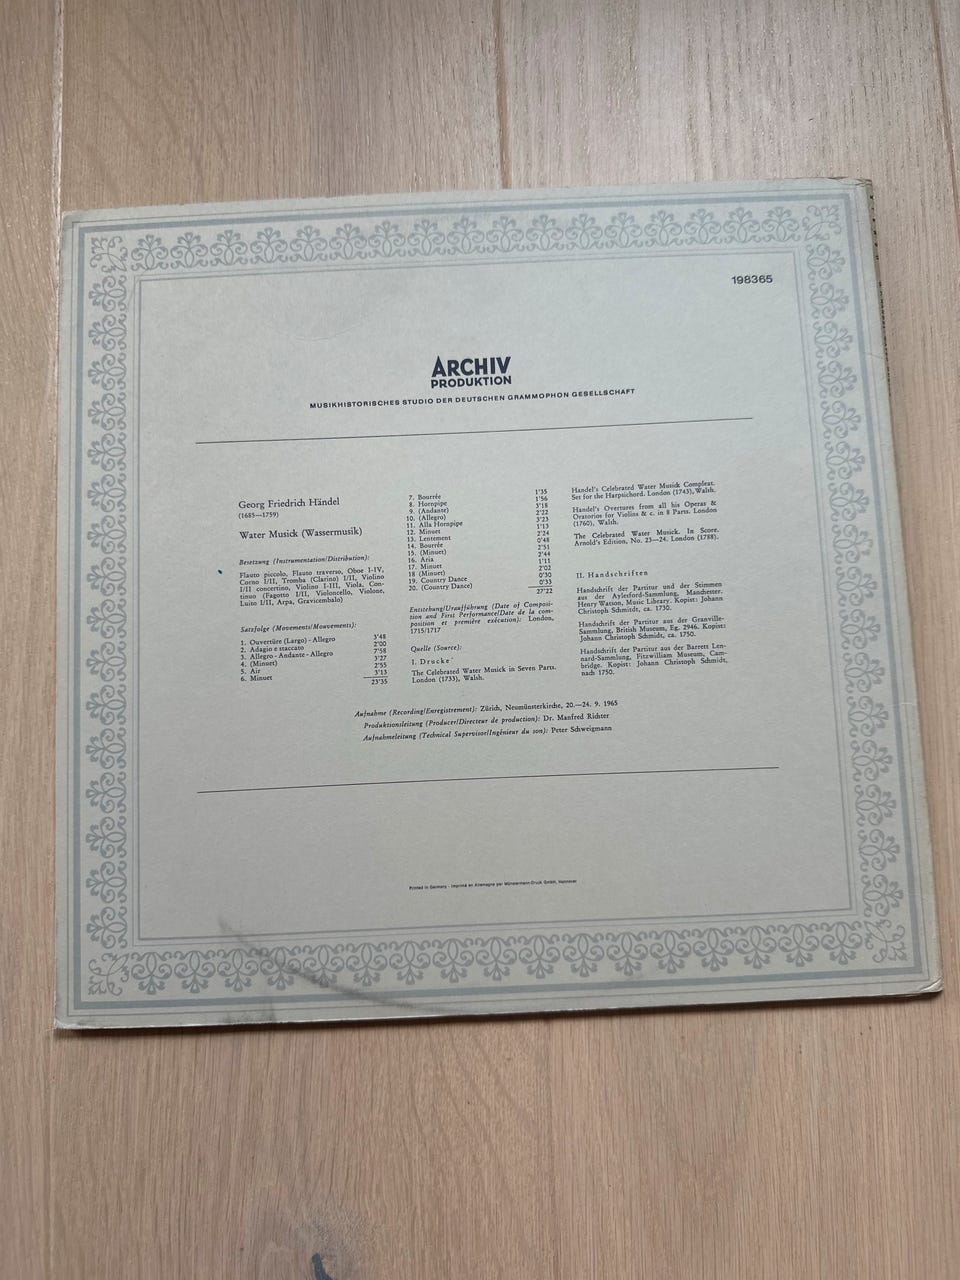 198365
ARCHIV
PRODUKTION
MUSIKHISTORISCHES STUDIO DER DEUTSCHEN GRAMMOPHON GESELLSCHAFT
Georg Friedrich Händel
(1685—1759)
Water Musick (Wassermusik)
Besetzung (Instrumentation/Distribution):
Flauto piccolo, Flauto traverso, Oboe I-IV,
Corno I/II, Tromba (Clarino) I/II, Violino
I/II concertino, Violino I-III, Viola. Con-
tinuo (Fagotto I/II, Violoncello, Violone,
Luito I/II, Arpa, Gravicembalo)
Satzfolge (Movements/Mouvements):
1. Ouvertüre (Largo) - Allegro 3'48
2. Adagio e staccato 2'00
3. Allegro - Andante - Allegro 7'58
4. (Minuet) 3'27
5. Air 2'55
6. Minuet 3'13
23'35
7. Bourrée 1'35
8. Hornpipe 1'56
9. (Andante) 3'18
10. (Allegro) 2'22
11. Alla Hornpipe 3'23
12. Minuet 1'13
13. Lentement 2'24
14. Bourrée 0'48
15. (Minuet) 2'51
16. Aria 2'44
17. Minuet 1'11
18 (Minuet) 2'02
19. Country Dance 0'30
20. (Country Dance) 0'35
27'22
Entstehung/Uraufführung (Date of Composi-
tion and First Performance/Date de la com-
position et première exécution): London,
1715/1717
Quelle (Source):
I. Drucke
The Celebrated Water Musick in Seven Parts.
London (1733), Walsh.
Handel's Celebrated Water Musick Compleat.
Set for the Harpsichord. London (1743), Walsh.
Handel's Overtures from all his Operas &
Oratorios for Violins & c. in 8 Parts. London
(1760), Walsh.
The Celebrated Water Musick. In Score.
Arnold's Edition, No. 23—24. London (1788).
II. Handschriften
Handschrift der Partitur und der Stimmen
aus der Aylesford-Sammlung, Manchester.
Henry Watson, Music Library. Kopist: Johann
Christoph Schmidt, ca. 1730.
Handschrift der Partitur aus der Granville-
Sammlung, British Museum, Eg. 2946. Kopist:
Johann Christoph Schmidt, ca. 1750.
Handschrift der Partitur aus der Barrett Len-
nard-Sammlung, Fitzwilliam Museum, Cam-
bridge. Kopist: Johann Christoph Schmidt,
nach 1750.
Aufnahme (Recording/Enregistrement): Zürich, Neumünsterkirche, 20.—24. 9. 1965
Produktionsleitung (Producer/Directeur de production): Dr. Manfred Richter
Aufnahmeleitung (Technical Supervisor/Ingénieur du son): Peter Schweigmann
Printed in Germany - Imprimé en Allemagne par Münstermann-Druck GmbH, Hannover